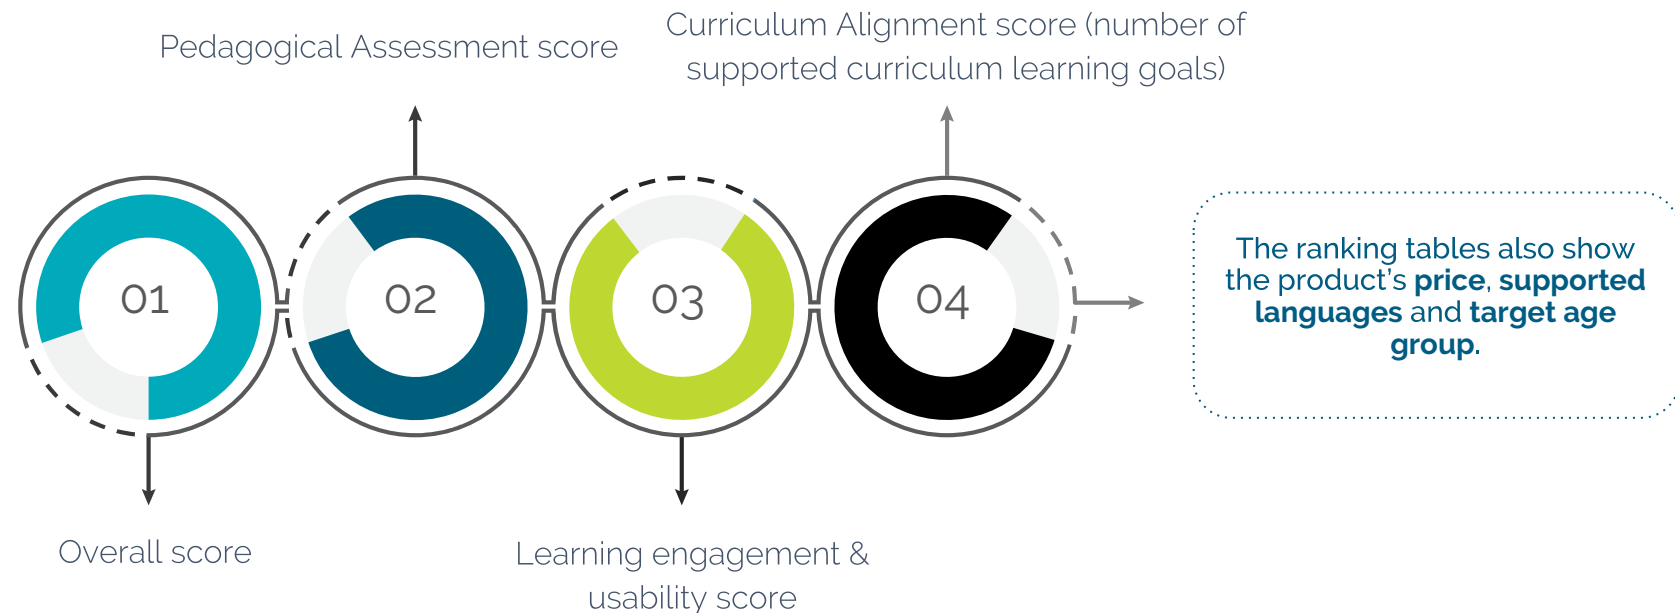 Pedagogical Assessment score
Curriculum Alignment score (number of
supported curriculum learning goals)
01
02
03
04
The ranking tables also show
the product's price, supported
languages and target age
group.
Overall score
Learning engagement &
usability score